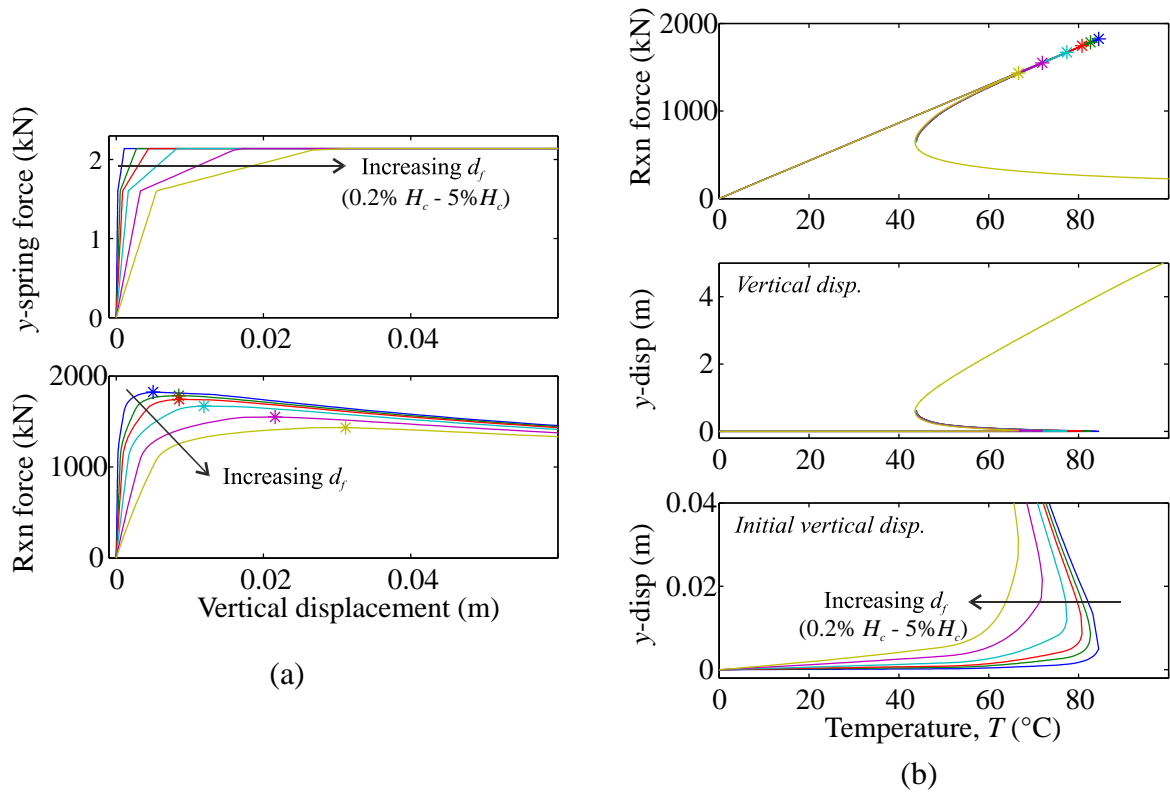 y-spring force (kN)
2
1
0
0
0.02
0.04
Increasing d_f
(0.2% H_c - 5%H_c)
Rxn force (kN)
2000
1000
0
0
0.02
0.04
Increasing d_f
Vertical displacement (m)
(a)
Rxn force (kN)
2000
1000
0
0
20
40
60
80
y-disp (m)
4
2
0
0
20
40
60
80
Vertical disp.
y-disp (m)
0.04
0.02
0
0
20
40
60
80
Initial vertical disp.
Increasing d_f
(0.2% H_c - 5%H_c)
Temperature, T (°C)
(b)